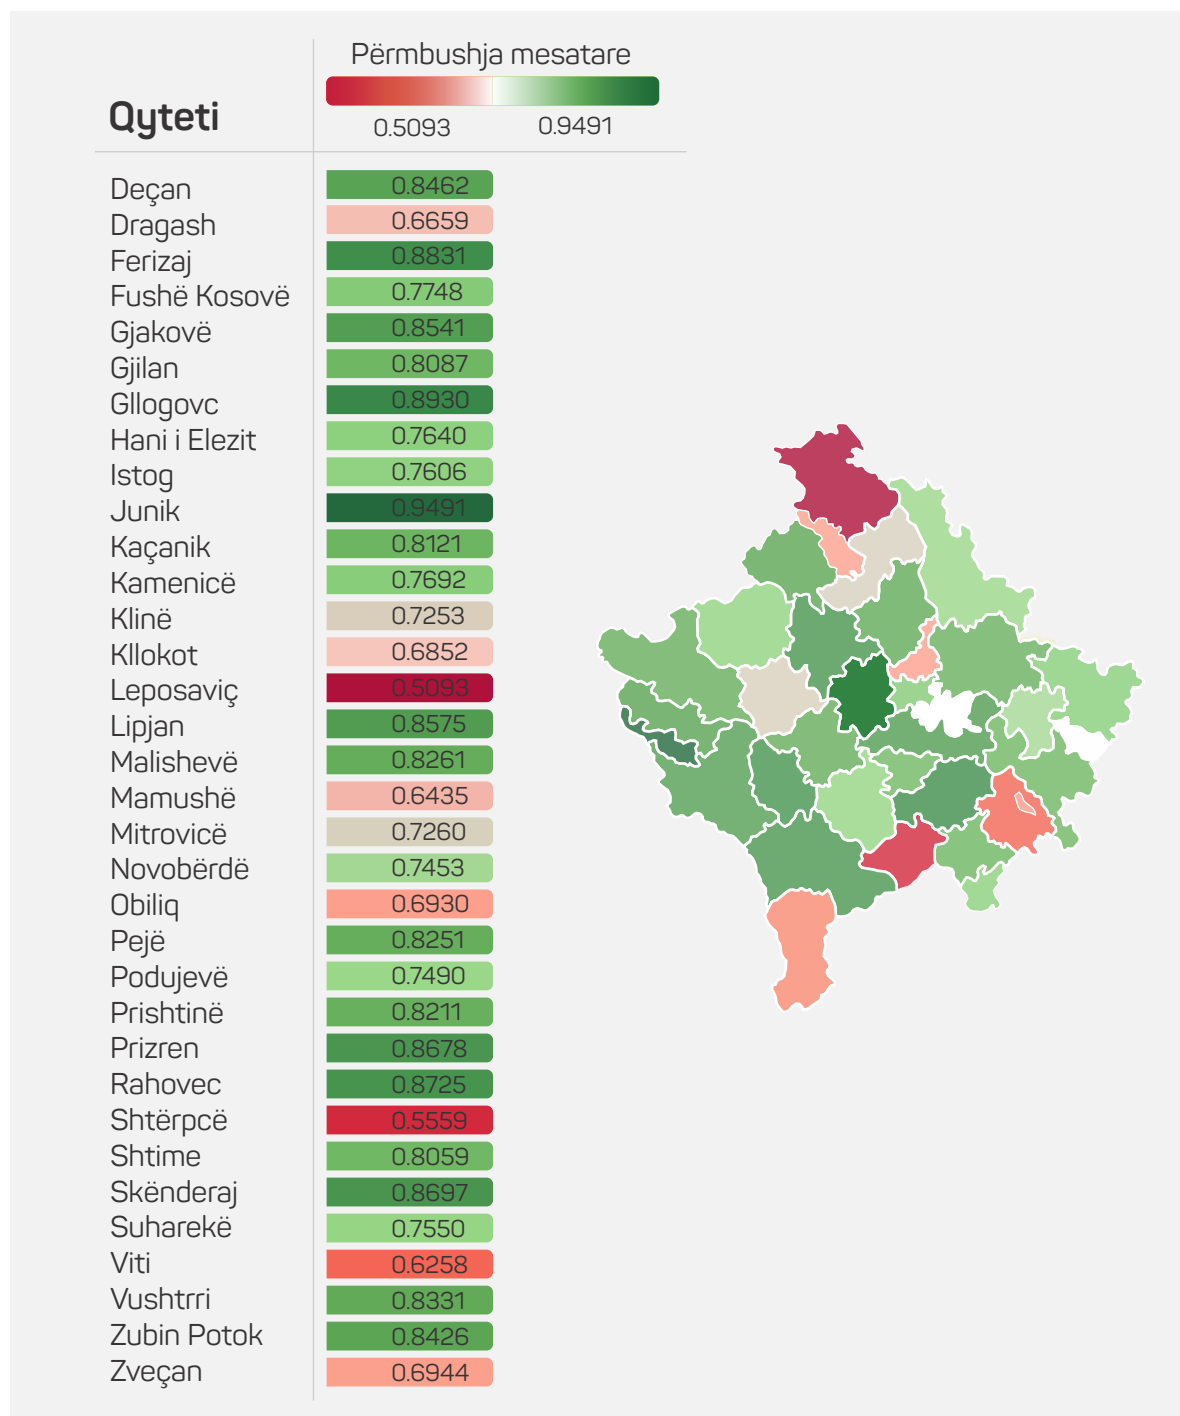 Përmbushja mesatare
Qyteti
0.5093 0.9491
Deçan 0.8462
Dragash 0.6659
Ferizaj 0.8831
Fushë Kosovë 0.7748
Gjakovë 0.8541
Gjilan 0.8087
Gllogovc 0.8930
Hani i Elezit 0.7640
Istog 0.7606
Junik 0.9491
Kaçanik 0.8121
Kamenicë 0.7692
Klinë 0.7253
Kllokot 0.6852
Leposaviç 0.5093
Lipjan 0.8575
Malishevë 0.8261
Mamushë 0.6435
Mitrovicë 0.7260
Novobërdë 0.7453
Obiliq 0.6930
Pejë 0.8251
Podujevë 0.7490
Prishtinë 0.8211
Prizren 0.8678
Rahovec 0.8725
Shtërpcë 0.5559
Shtime 0.8059
Skënderaj 0.8697
Suharekë 0.7550
Viti 0.6258
Vushtrri 0.8331
Zubin Potok 0.8426
Zveçan 0.6944